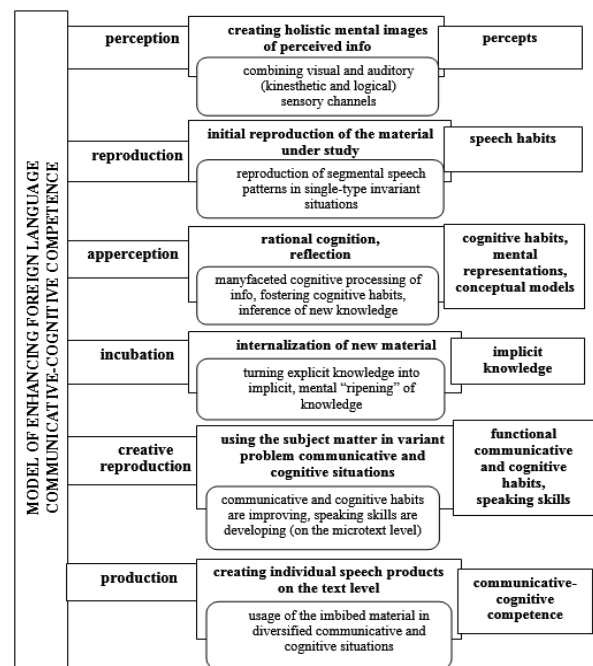 MODEL OF ENHANCING FOREIGN LANGUAGE
COMMUNICATIVE-COGNITIVE COMPETENCE
perception
creating holistic mental images
of perceived info
combining visual and auditory
(kinesthetic and logical)
sensory channels
percepts
reproduction
initial reproduction of the material
under study
reproduction of segmental speech
patterns in single-type invariant
situations
speech habits
apperception
rational cognition,
reflection
manyfaceted cognitive processing of
info, fostering cognitive habits,
inference of new knowledge
cognitive habits,
mental
representations,
conceptual models
incubation
internalization of new material
turning explicit knowledge into
implicit, mental “ripening” of
knowledge
implicit
knowledge
creative
reproduction
using the subject matter in variant
problem communicative and
cognitive situations
communicative and cognitive habits
are improving, speaking skills are
developing (on the microtext level)
functional
communicative
and cognitive
habits,
speaking skills
production
creating individual speech products
on the text level
usage of the imbibed material in
diversified communicative and
cognitive situations
communicative-
cognitive
competence